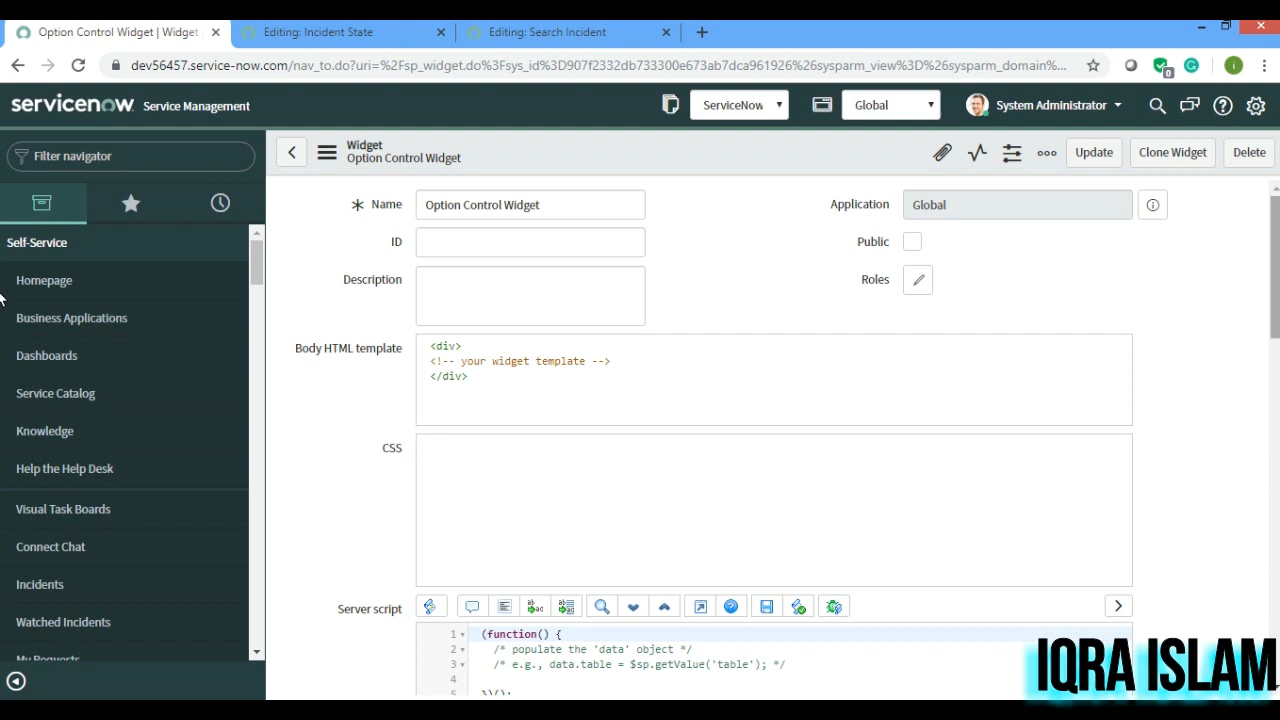 Option Control Widget | Widget
Editing: Incident State
Editing: Search Incident
dev56457.service-now.com/nav_to.do?uri=%2Fsp_widget.do%3Fsys_id%3D907f2332db733300e673ab7dca961926%26sysparm_view%3D%26sysparm_domain%...
0
i
servicenow Service Management
ServiceNow
Global
System Administrator
Filter navigator
Widget
Option Control Widget
Update
Clone Widget
Delete
Self-Service
Homepage
Business Applications
Dashboards
Service Catalog
Knowledge
Help the Help Desk
Visual Task Boards
Connect Chat
Incidents
Watched Incidents
My Requests
Name
Option Control Widget
Application
Global
ID
Public
Description
Roles
Body HTML template
<div>
<!-- your widget template -->
</div>
CSS
Server script
1 (function() {
2 /* populate the 'data' object */
3 /* e.g., data.table = $sp.getValue('table'); */
4
5 })();
IQRA ISLAM